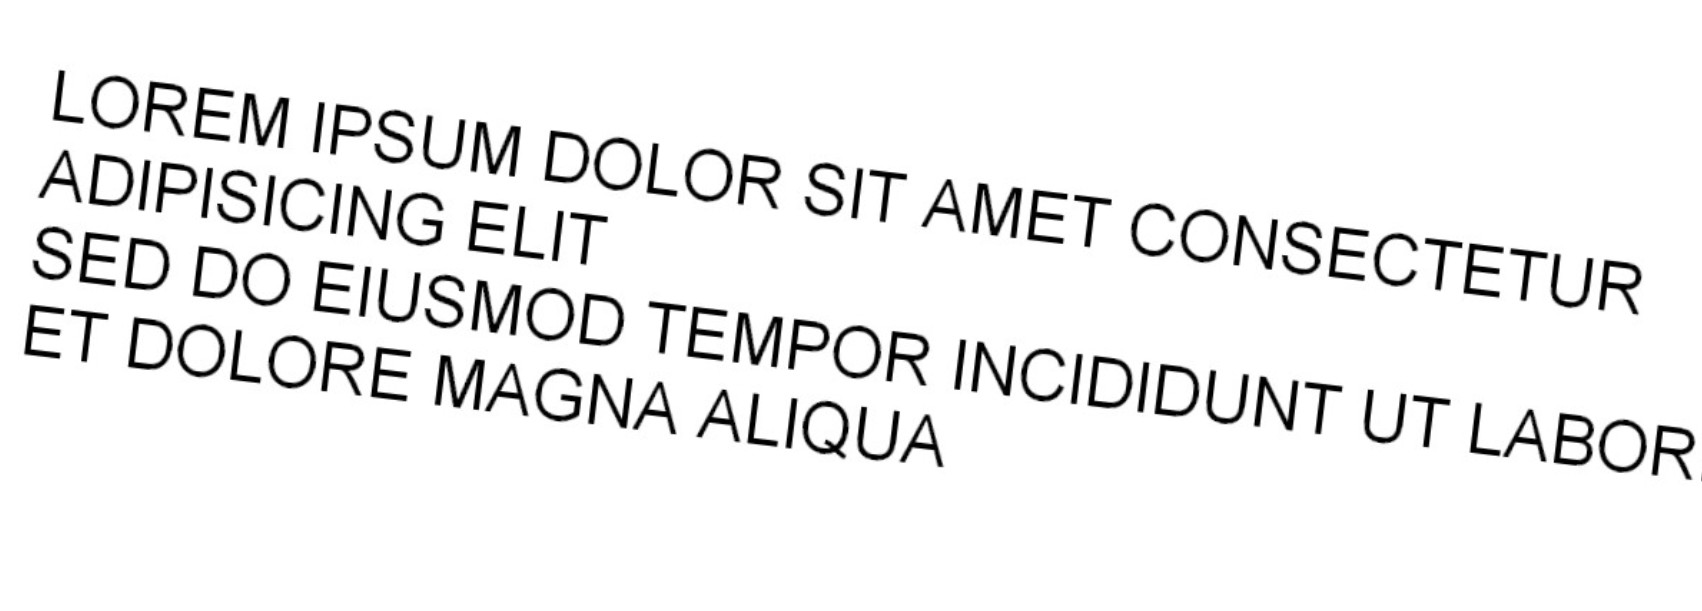 LOREM IPSUM DOLOR SIT AMET CONSECTETUR
ADIPISICING ELIT
SED DO EIUSMOD TEMPOR INCIDIDUNT UT LABOR
ET DOLORE MAGNA ALIQUA